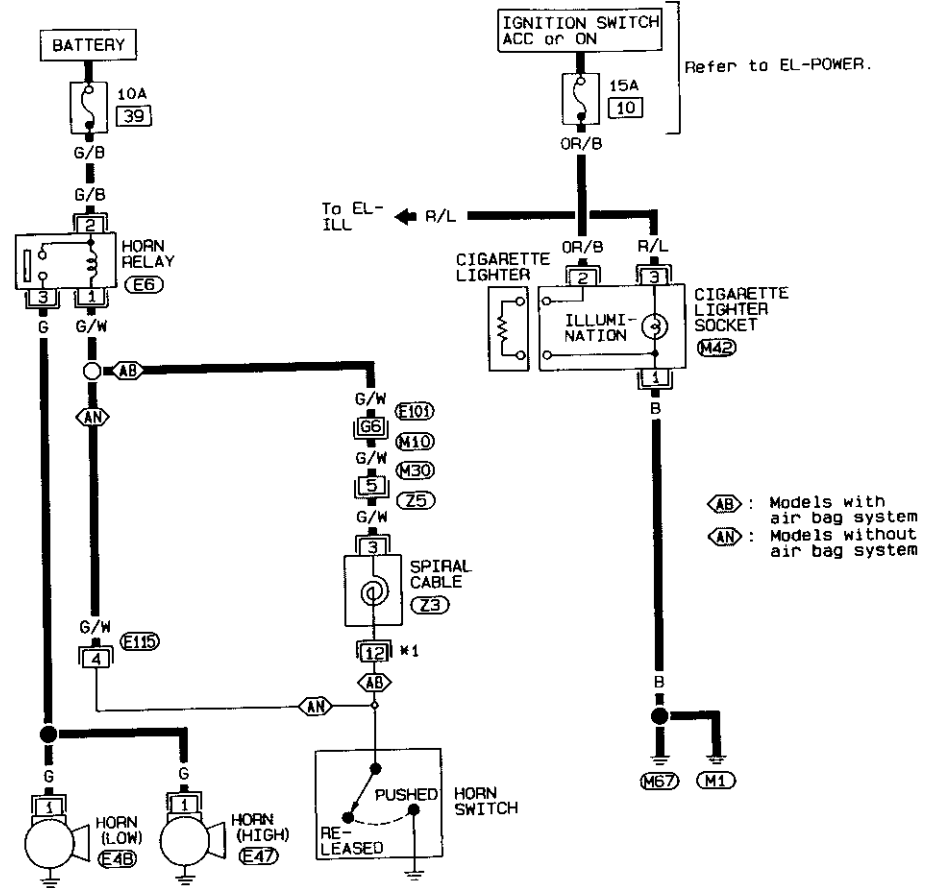 BATTERY
10A
39
G/B
G/B
2
HORN
RELAY
E6
3
1
G
G/W
AB
AN
G/W
E101
G6
M10
G/W
M30
5
Z5
G/W
3
SPIRAL
CABLE
Z3
12
*1
AB
G/W
E115
4
AN
G
G
1
1
HORN
(LOW)
E48
HORN
(HIGH)
E47
PUSHED
RE-
LEASED
HORN
SWITCH
IGNITION SWITCH
ACC or ON
Refer to EL-POWER.
15A
10
OR/B
To EL-
ILL
R/L
OR/B
R/L
CIGARETTE
LIGHTER
2
3
ILLUMI-
NATION
CIGARETTE
LIGHTER
SOCKET
M42
1
B
AB : Models with
air bag system
AN : Models without
air bag system
B
M67
M1